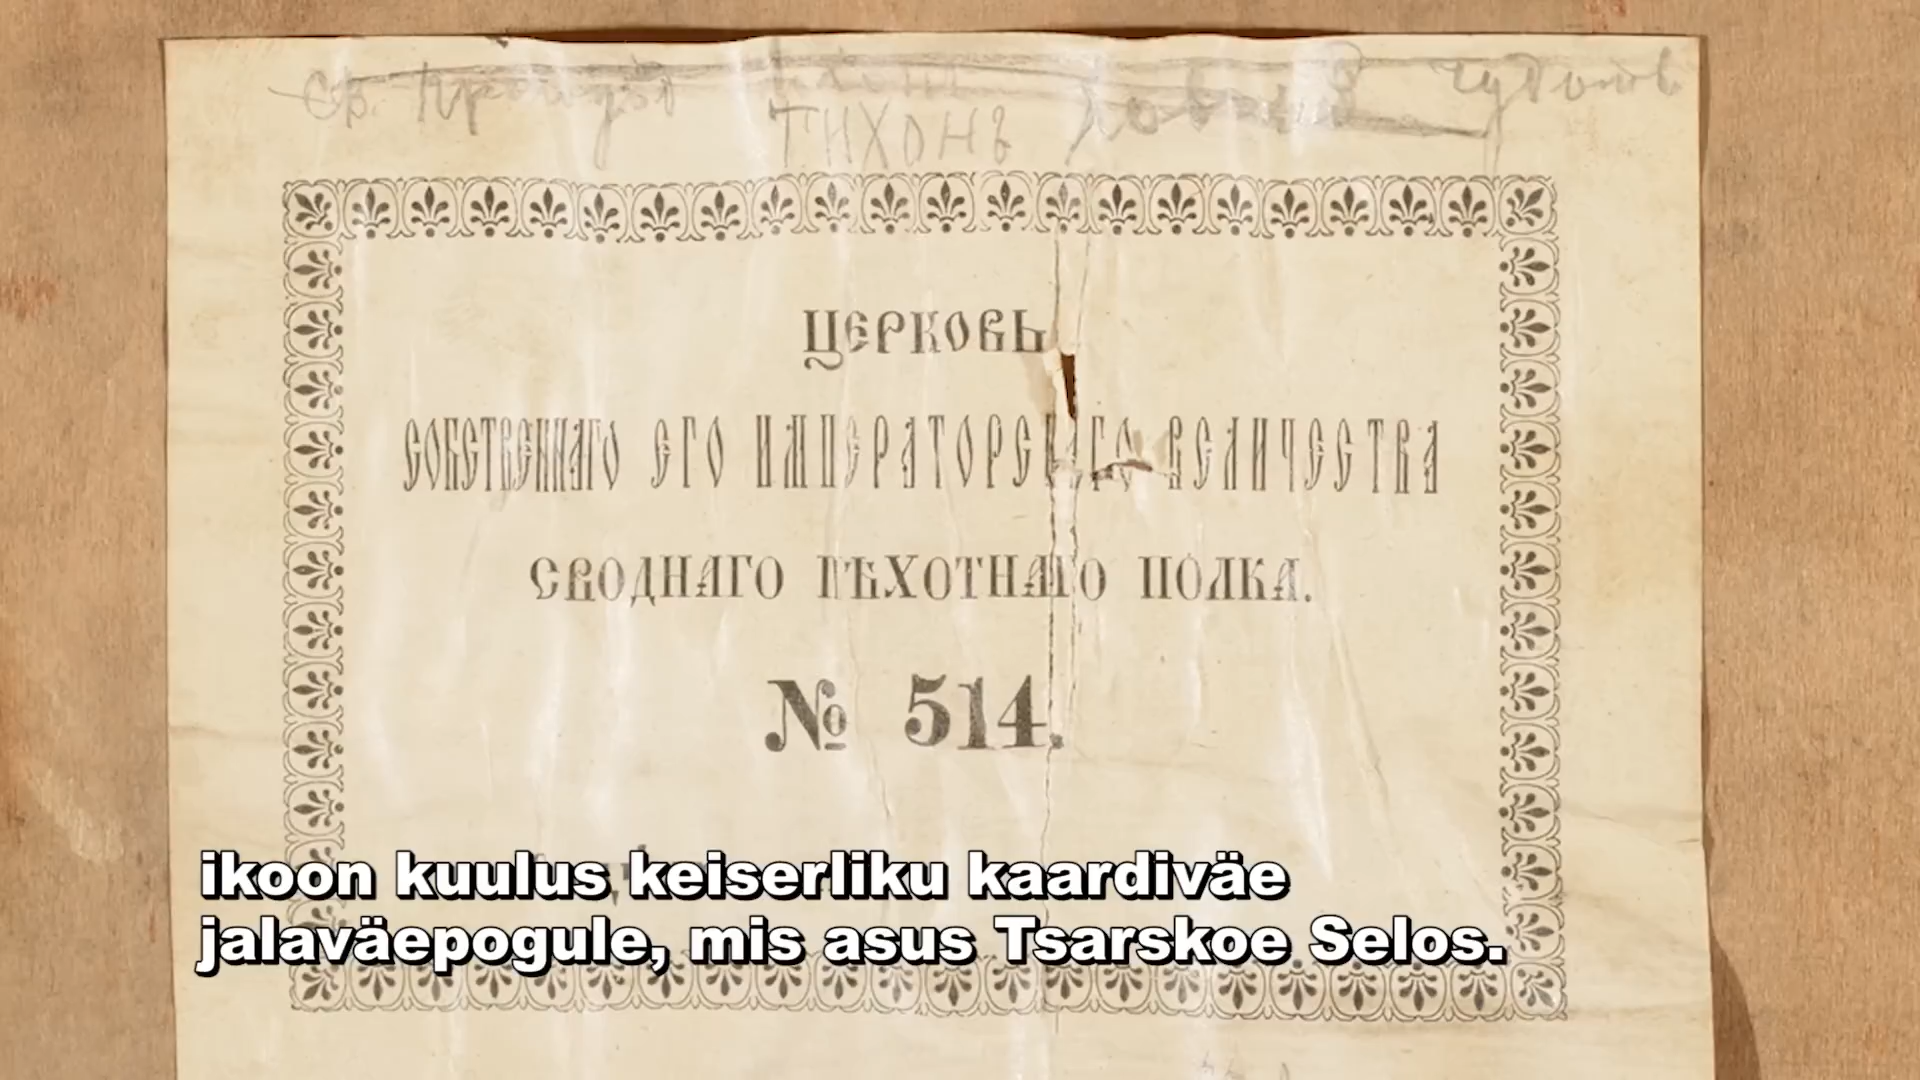 Св.
ТИХОНЪ
ЦЕРКОВЬ
СОБСТВЕННАГО ЕГО ИМПЕРАТОРСКАГО ВЕЛИЧЕСТВА
СВОДНАГО ПѢХОТНАГО ПОЛКА.
№ 514.
ikoon kuulus keiserliku kaardiväe
jalaväepogule, mis asus Tsarskoe Selos.